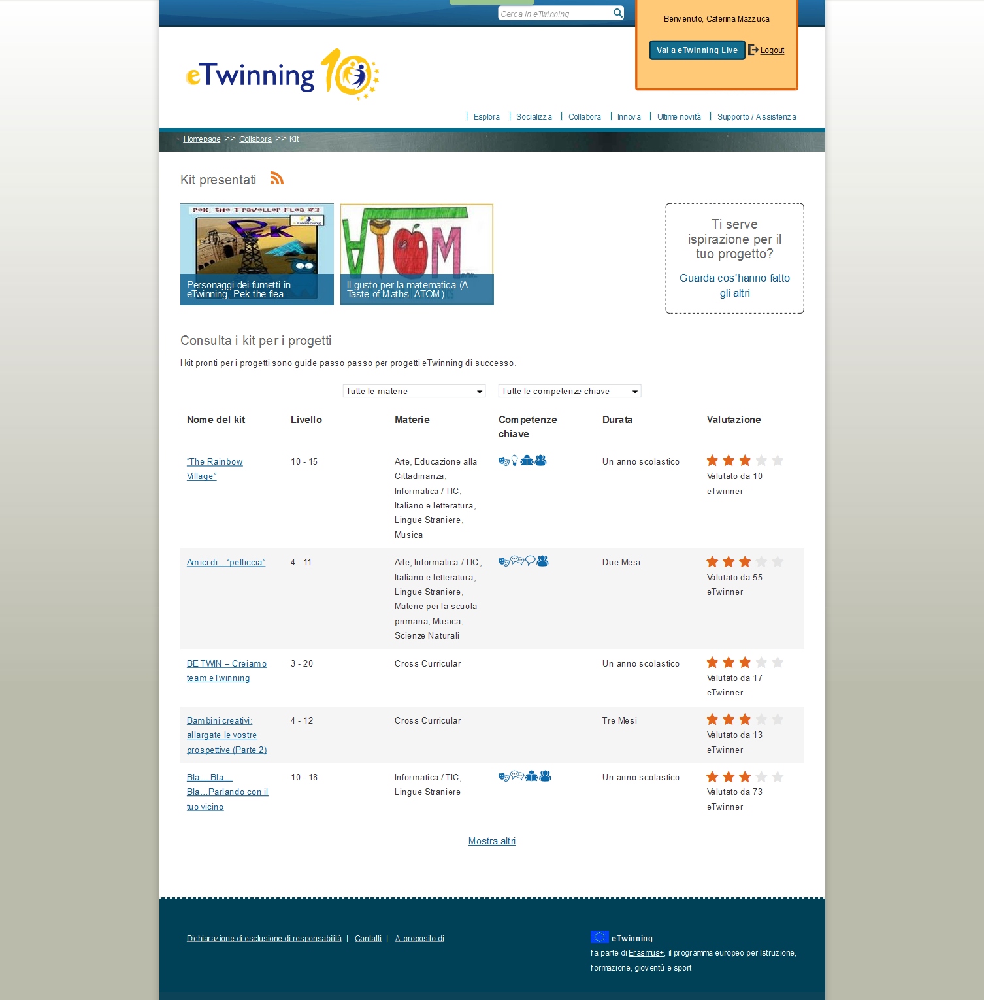 Cerca in eTwinning
Benvenuto, Caterina Mazzuca
Vai a eTwinning Live Logout
eTwinning 10
| Esplora | Socializza | Collabora | Innova | Ultime novità | Supporto / Assistenza
Homepage >> Collabora >> Kit
Kit presentati
PEK, THE TRAVELLER FLEA #3
eTwinning
PEK
Personaggi dei fumetti in
eTwinning, Pek the flea
ATOM
Il gusto per la matematica (A
Taste of Maths. ATOM)
Ti serve
ispirazione per il
tuo progetto?
Guarda cos'hanno fatto
gli altri
Consulta i kit per i progetti
I kit pronti per i progetti sono guide passo passo per progetti eTwinning di successo.
Tutte le materie Tutte le competenze chiave
Nome del kit Livello Materie Competenze Durata Valutazione
chiave
“The Rainbow 10 - 15 Arte, Educazione alla Un anno scolastico
Village” Cittadinanza, Valutato da 10
Informatica / TIC, eTwinner
Italiano e letteratura,
Lingue Straniere,
Musica
Amici di…“pelliccia” 4 - 11 Arte, Informatica / TIC, Due Mesi
Italiano e letteratura, Valutato da 55
Lingue Straniere, eTwinner
Materie per la scuola
primaria, Musica,
Scienze Naturali
BE TWIN – Creiamo 3 - 20 Cross Curricular Un anno scolastico
team eTwinning Valutato da 17
eTwinner
Bambini creativi: 4 - 12 Cross Curricular Tre Mesi
allargate le vostre Valutato da 13
prospettive (Parte 2) eTwinner
Bla… Bla… 10 - 18 Informatica / TIC, Un anno scolastico
Bla…Parlando con il Lingue Straniere Valutato da 73
tuo vicino eTwinner
Mostra altri
Dichiarazione di esclusione di responsabilità | Contatti | A proposito di
eTwinning
fa parte di Erasmus+, il programma europeo per Istruzione,
formazione, gioventù e sport